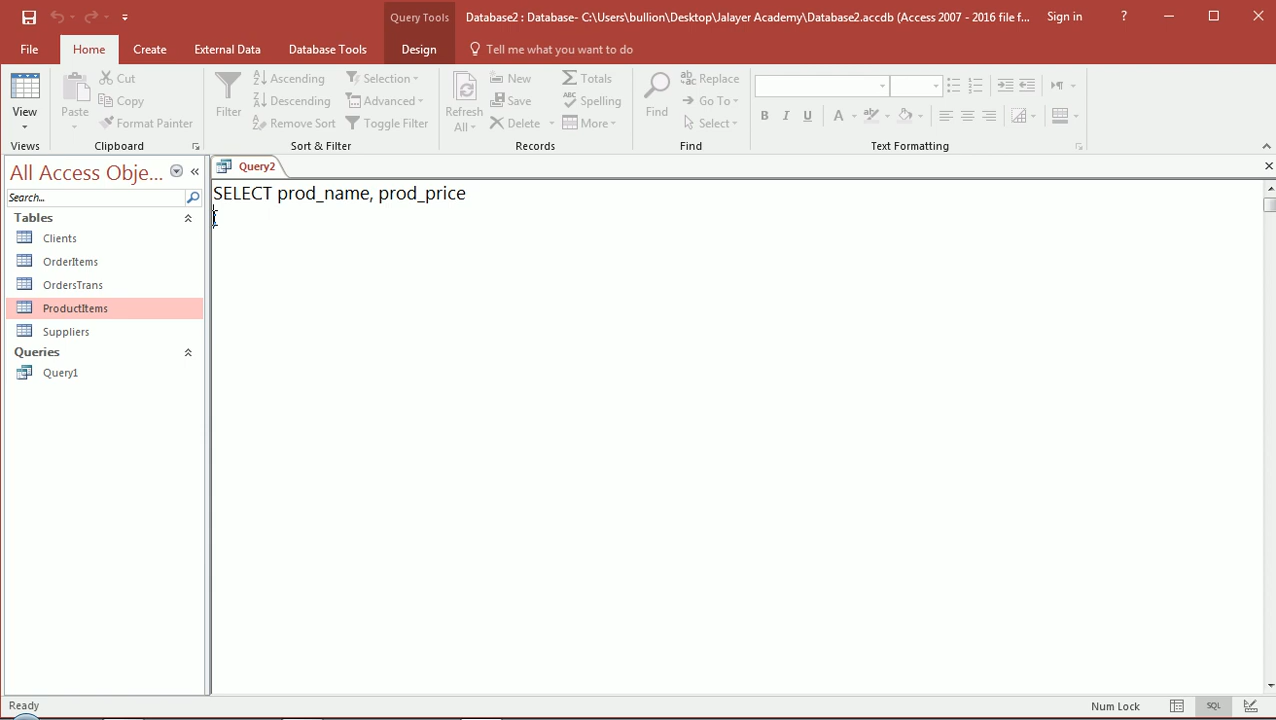 Query Tools
Database2 : Database- C:\Users\bullion\Desktop\Jalayer Academy\Database2.accdb (Access 2007 - 2016 file f...
Sign in
?
File
Home
Create
External Data
Database Tools
Design
Tell me what you want to do
View
Views
Paste
Cut
Copy
Format Painter
Clipboard
Filter
Ascending
Descending
Remove Sort
Selection
Advanced
Toggle Filter
Sort & Filter
Refresh
All
New
Save
Delete
Totals
Spelling
More
Records
Find
Replace
Go To
Select
Find
B I U A
Text Formatting
All Access Obje...
Search...
Tables
Clients
OrderItems
OrdersTrans
ProductItems
Suppliers
Queries
Query1
Query2
SELECT prod_name, prod_price
Ready
Num Lock
SQL